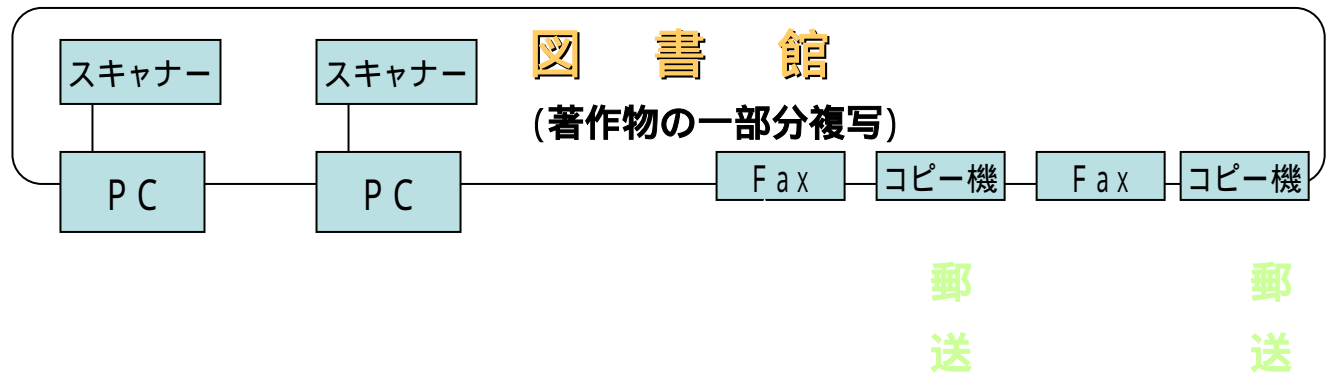 図書館
スキャナー
スキャナー
(著作物の一部分複写)
ＰＣ
ＰＣ
Ｆａｘ
コピー機
Ｆａｘ
コピー機
郵送
郵送